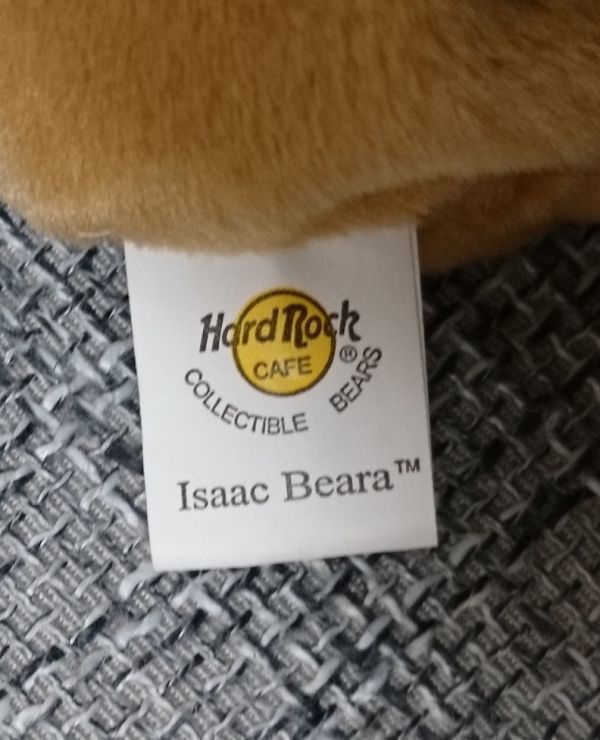 Hard Rock
CAFE ®
COLLECTIBLE BEARS
Isaac Beara™